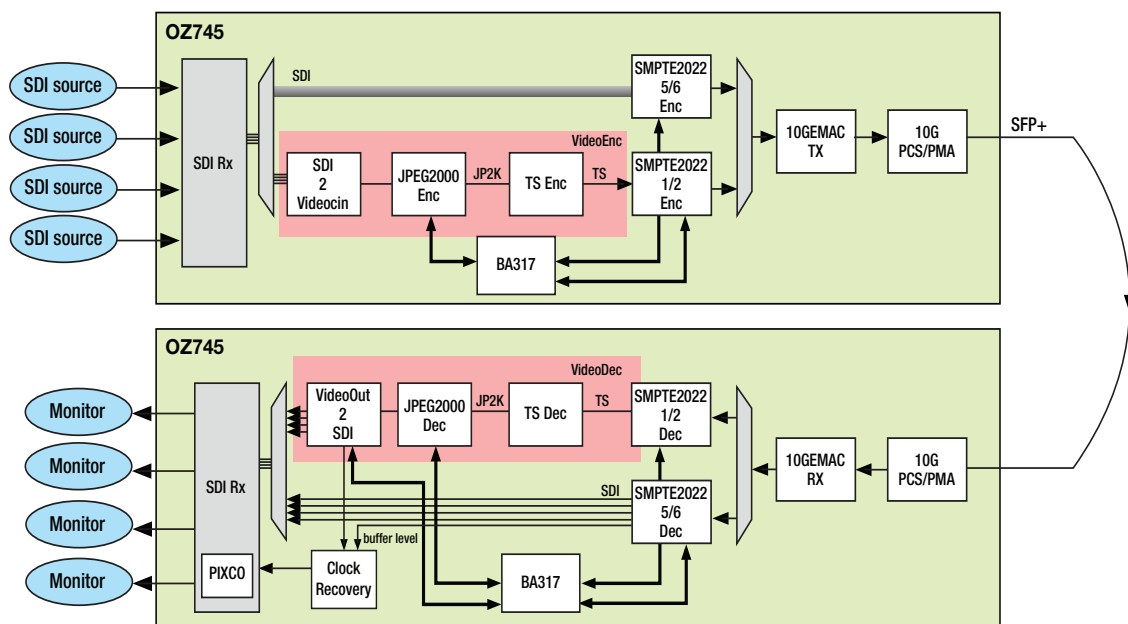 OZ745
SDI source
SDI source
SDI source
SDI source
SDI Rx
SDI
VideoEnc
SDI
2
Videocin
JPEG2000
Enc
JP2K
TS Enc
TS
SMPTE2022
5/6
Enc
SMPTE2022
1/2
Enc
BA317
10GEMAC
TX
10G
PCS/PMA
SFP+
OZ745
Monitor
Monitor
Monitor
Monitor
SDI Rx
PIXCO
VideoDec
VideoOut
2
SDI
JPEG2000
Dec
JP2K
TS Dec
TS
SMPTE2022
1/2
Dec
SDI
SMPTE2022
5/6
Dec
buffer level
Clock
Recovery
BA317
10GEMAC
RX
10G
PCS/PMA